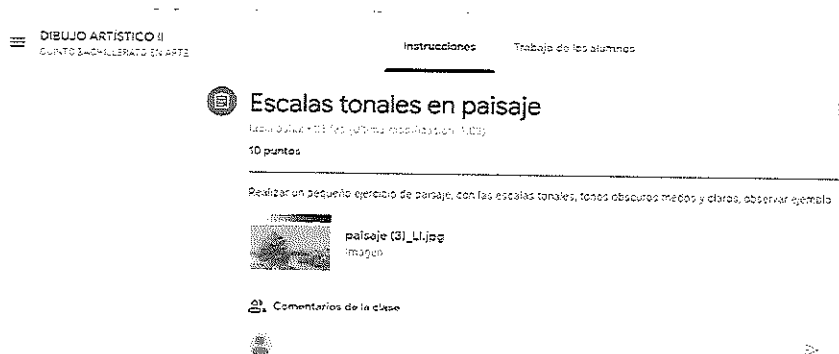 DIBUJO ARTÍSTICO II
QUINTO BACHILLERATO EN ARTE
Instrucciones
Trabajo de los alumnos
Escalas tonales en paisaje
10 puntos
Realizar un pequeño ejercicio de paisaje, con las escalas tonales, tonos obscuros medios y claros, observar ejemplo
paisaje (3)_LI.jpg
Imagen
Comentarios de la clase